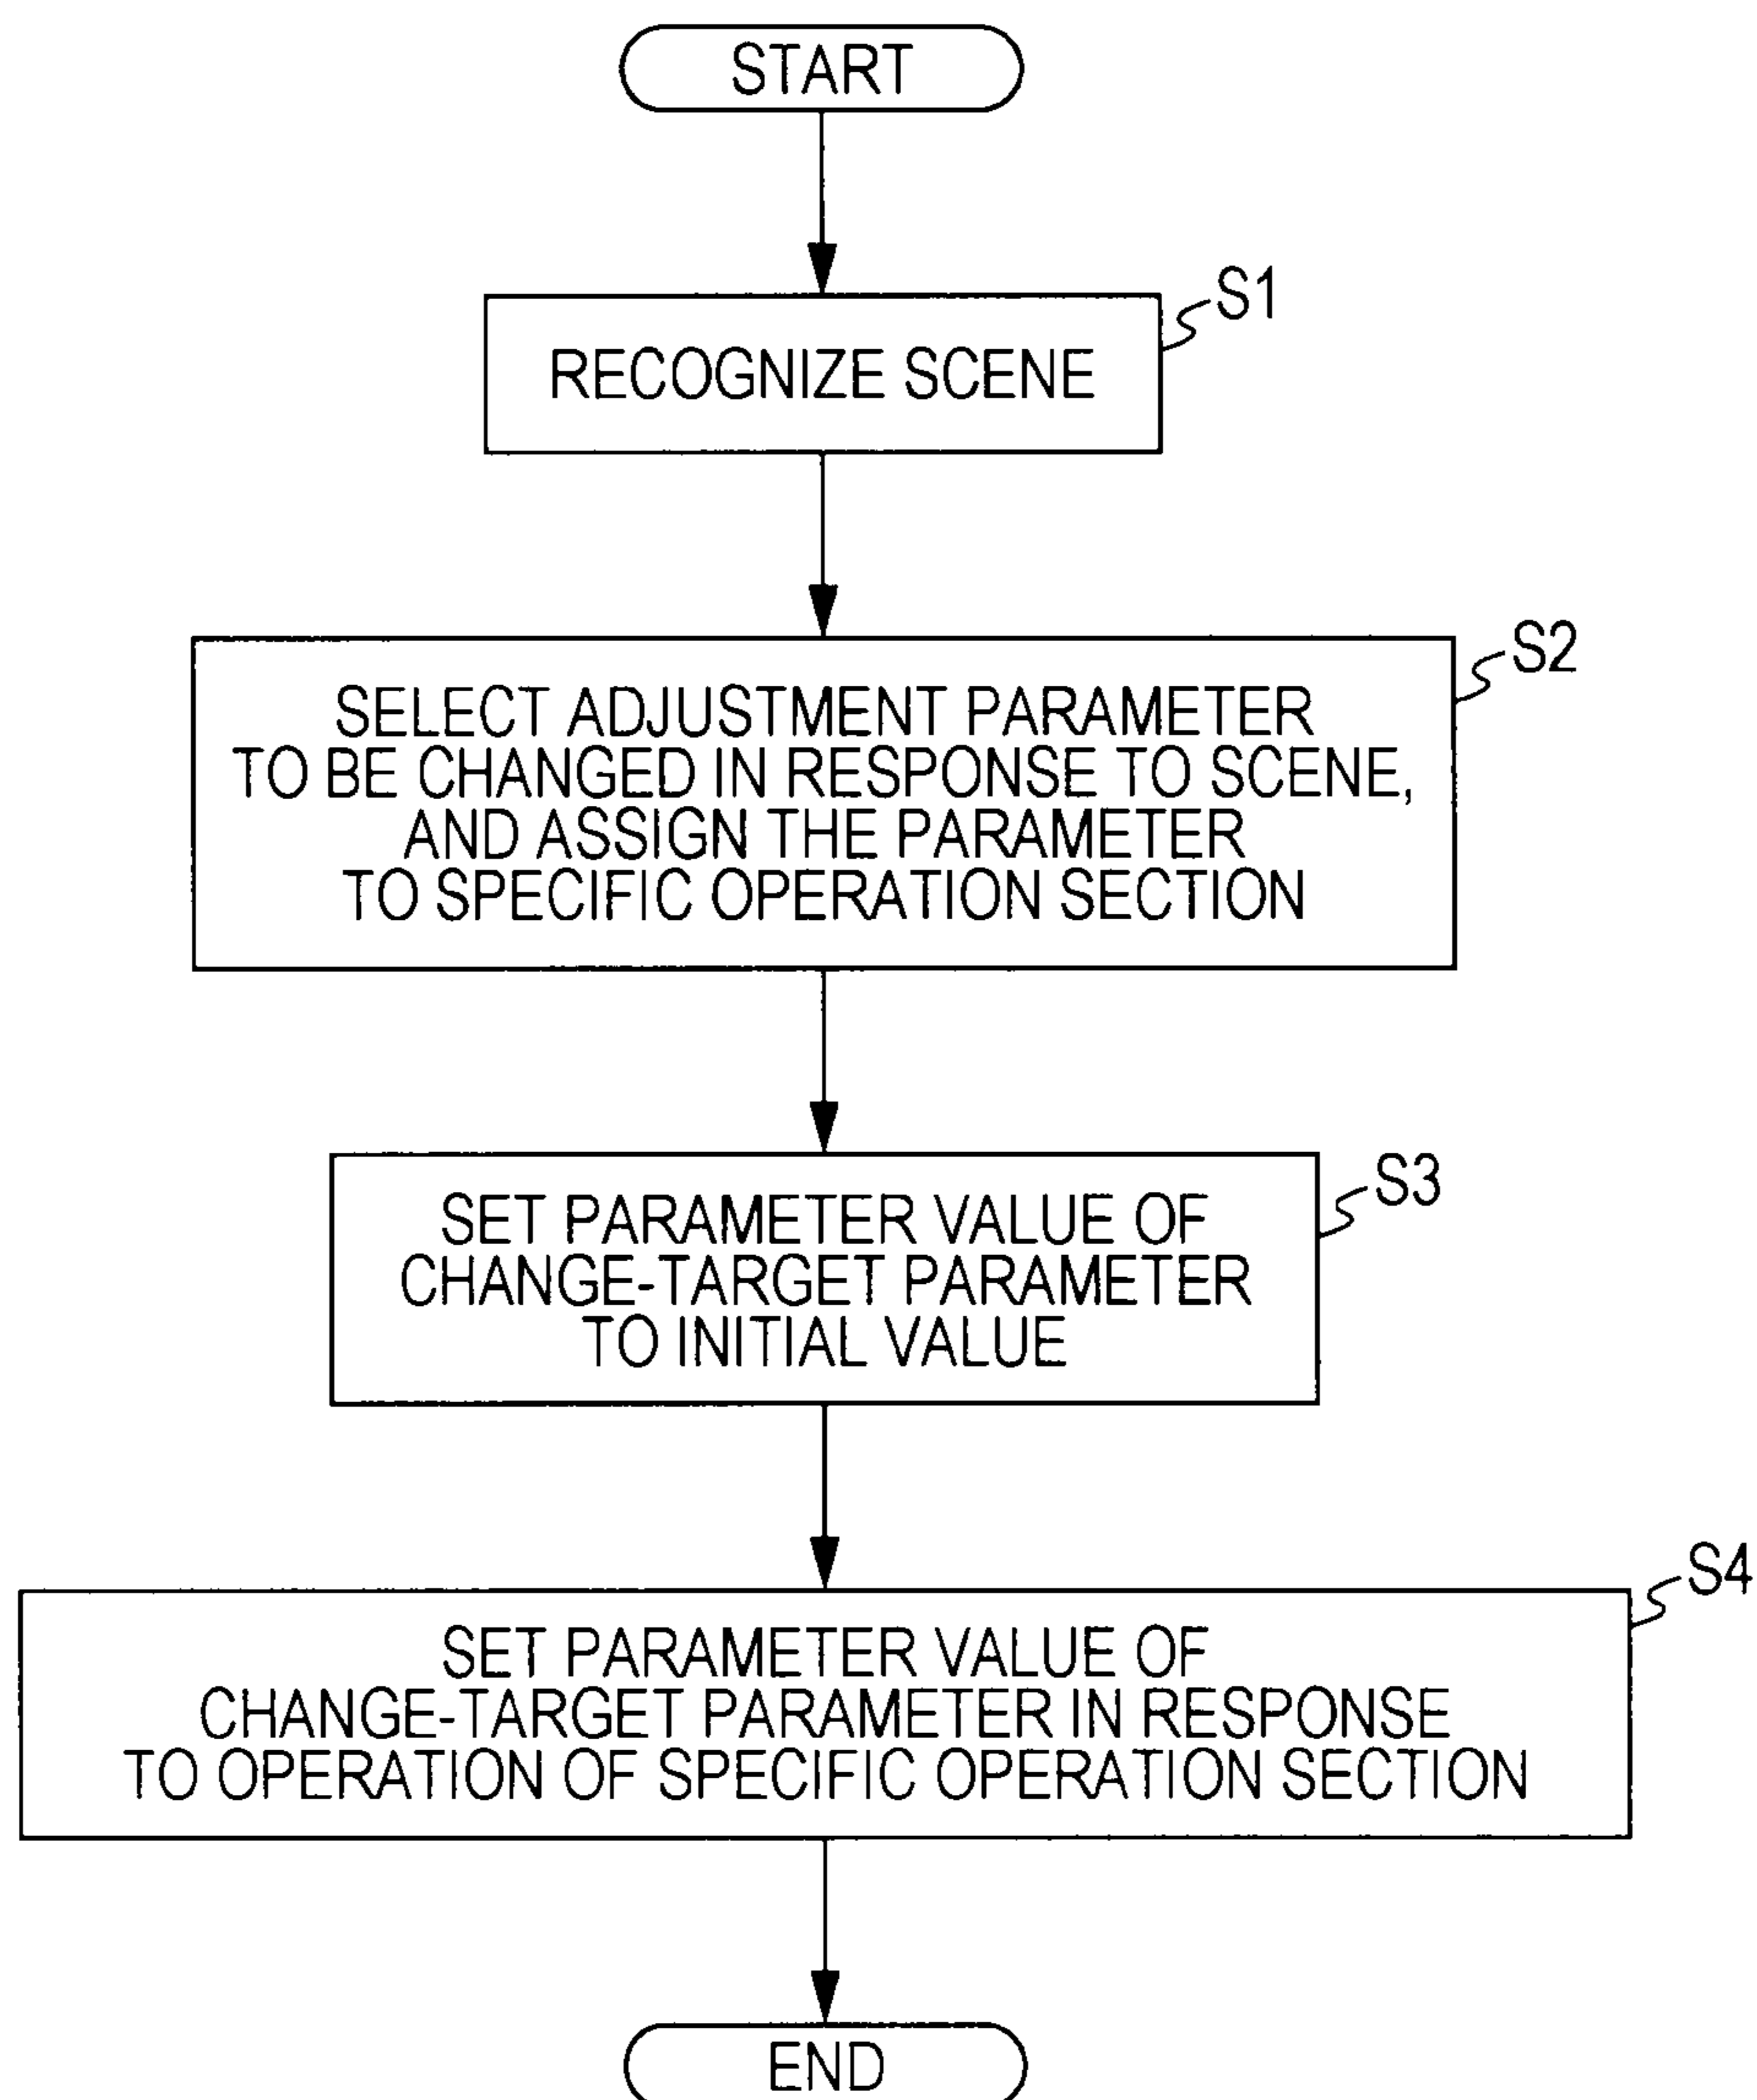 START
S1
RECOGNIZE SCENE
S2
SELECT ADJUSTMENT PARAMETER
TO BE CHANGED IN RESPONSE TO SCENE,
AND ASSIGN THE PARAMETER
TO SPECIFIC OPERATION SECTION
S3
SET PARAMETER VALUE OF
CHANGE-TARGET PARAMETER
TO INITIAL VALUE
S4
SET PARAMETER VALUE OF
CHANGE-TARGET PARAMETER IN RESPONSE
TO OPERATION OF SPECIFIC OPERATION SECTION
END